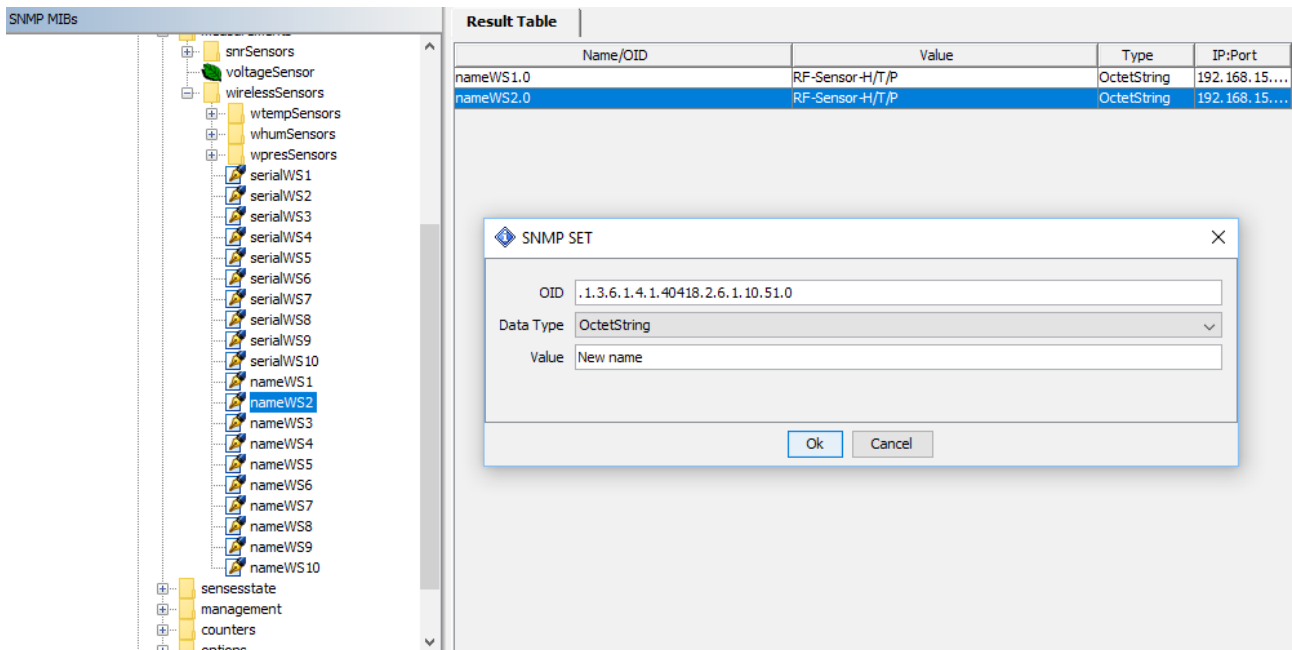 SNMP MIBs
measurements
snrSensors
voltageSensor
wirelessSensors
wtempSensors
whumSensors
wpresSensors
serialWS1
serialWS2
serialWS3
serialWS4
serialWS5
serialWS6
serialWS7
serialWS8
serialWS9
serialWS10
nameWS1
nameWS2
nameWS3
nameWS4
nameWS5
nameWS6
nameWS7
nameWS8
nameWS9
nameWS10
sensesstate
management
counters
options
Result Table
Name/OID Value Type IP:Port
nameWS1.0 RF-Sensor-H/T/P OctetString 192.168.15....
nameWS2.0 RF-Sensor-H/T/P OctetString 192.168.15....
SNMP SET
OID .1.3.6.1.4.1.40418.2.6.1.10.51.0
Data Type OctetString
Value New name
Ok Cancel